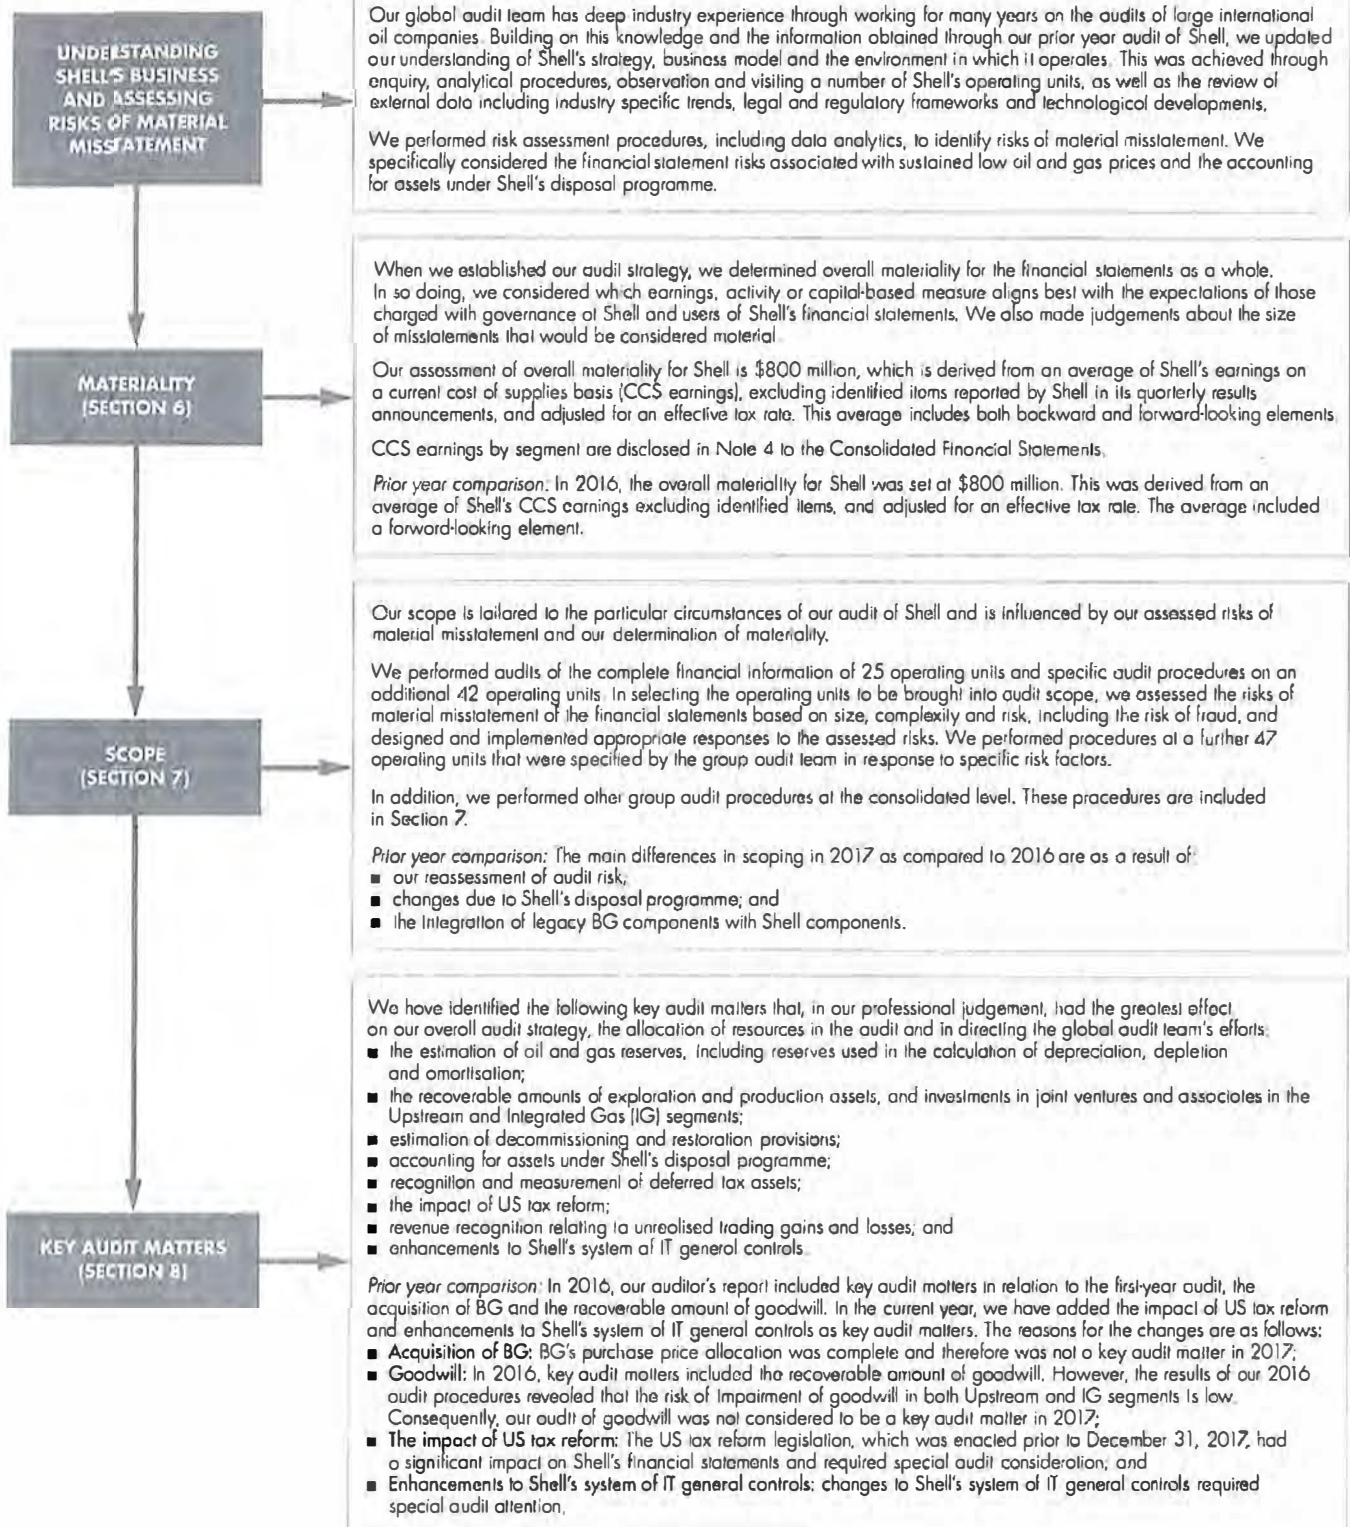 UNDERSTANDING
SHELL'S BUSINESS
AND ASSESSING
RISKS OF MATERIAL
MISSTATEMENT
Our global audit team has deep industry experience through working for many years on the audits of large international
oil companies. Building on this knowledge and the information obtained through our prior year audit of Shell, we updated
our understanding of Shell's strategy, business model and the environment in which it operates. This was achieved through
enquiry, analytical procedures, observation and visiting a number of Shell's operating units, as well as the review of
external data including industry specific trends, legal and regulatory frameworks and technological developments.
We performed risk assessment procedures, including data analytics, to identify risks of material misstatement. We
specifically considered the financial statement risks associated with sustained low oil and gas prices and the accounting
for assets under Shell's disposal programme.
MATERIALITY
(SECTION 6)
When we established our audit strategy, we determined overall materiality for the financial statements as a whole.
In so doing, we considered which earnings, activity or capital-based measure aligns best with the expectations of those
charged with governance at Shell and users of Shell's financial statements. We also made judgements about the size
of misstatements that would be considered material.
Our assessment of overall materiality for Shell is $800 million, which is derived from an average of Shell's earnings on
a current cost of supplies basis (CCS earnings), excluding identified items reported by Shell in its quarterly results
announcements, and adjusted for an effective tax rate. This average includes both backward and forward-looking elements.
CCS earnings by segment are disclosed in Note 4 to the Consolidated Financial Statements.
Prior year comparison: In 2016, the overall materiality for Shell was set at $800 million. This was derived from an
average of Shell's CCS earnings excluding identified items, and adjusted for an effective tax rate. The average included
a forward-looking element.
SCOPE
(SECTION 7)
Our scope is tailored to the particular circumstances of our audit of Shell and is influenced by our assessed risks of
material misstatement and our determination of materiality.
We performed audits of the complete financial information of 25 operating units and specific audit procedures on an
additional 42 operating units. In selecting the operating units to be brought into audit scope, we assessed the risks of
material misstatement of the financial statements based on size, complexity and risk, including the risk of fraud, and
designed and implemented appropriate responses to the assessed risks. We performed procedures at a further 47
operating units that were specified by the group audit team in response to specific risk factors.
In addition, we performed other group audit procedures at the consolidated level. These procedures are included
in Section 7.
Prior year comparison: The main differences in scoping in 2017 as compared to 2016 are as a result of:
■ our reassessment of audit risk;
■ changes due to Shell's disposal programme; and
■ the Integration of legacy BG components with Shell components.
KEY AUDIT MATTERS
(SECTION 8)
We have identified the following key audit matters that, in our professional judgement, had the greatest effect
on our overall audit strategy, the allocation of resources in the audit and in directing the global audit team's efforts:
■ the estimation of oil and gas reserves, including reserves used in the calculation of depreciation, depletion
and amortisation;
■ the recoverable amounts of exploration and production assets, and investments in joint ventures and associates in the
Upstream and Integrated Gas (IG) segments;
■ estimation of decommissioning and restoration provisions;
■ accounting for assets under Shell's disposal programme;
■ recognition and measurement of deferred tax assets;
■ the impact of US tax reform;
■ revenue recognition relating to unrealised trading gains and losses; and
■ enhancements to Shell's system of IT general controls.
Prior year comparison: In 2016, our auditor's report included key audit matters in relation to the first-year audit, the
acquisition of BG and the recoverable amount of goodwill. In the current year, we have added the impact of US tax reform
and enhancements to Shell's system of IT general controls as key audit matters. The reasons for the changes are as follows:
■ Acquisition of BG: BG's purchase price allocation was complete and therefore was not a key audit matter in 2017;
■ Goodwill: In 2016, key audit matters included the recoverable amount of goodwill. However, the results of our 2016
audit procedures revealed that the risk of Impairment of goodwill in both Upstream and IG segments is low.
Consequently, our audit of goodwill was not considered to be a key audit matter in 2017;
■ The impact of US tax reform: The US tax reform legislation, which was enacted prior to December 31, 2017, had
a significant impact on Shell's financial statements and required special audit consideration; and
■ Enhancements to Shell's system of IT general controls: changes to Shell's system of IT general controls required
special audit attention.